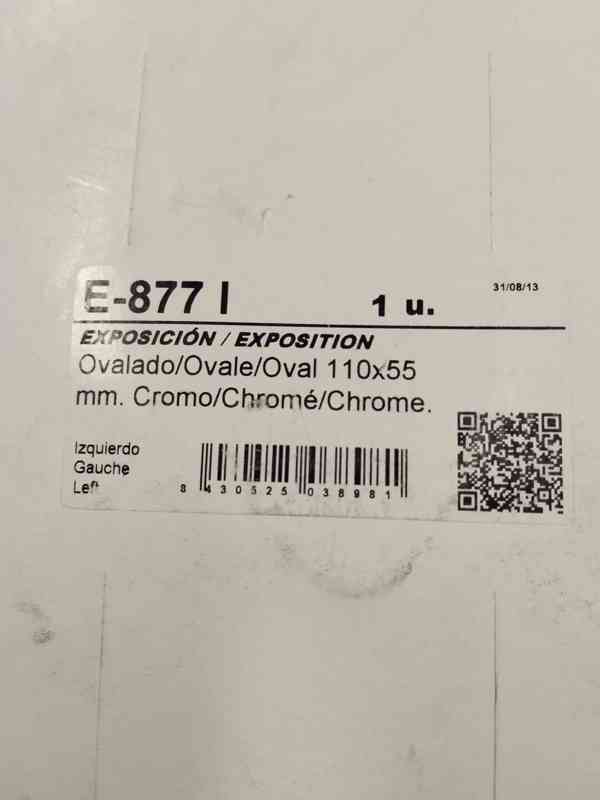 E-877 I 1 u. 31/08/13
EXPOSICIÓN / EXPOSITION
Ovalado/Ovale/Oval 110x55
mm. Cromo/Chromé/Chrome.
Izquierdo
Gauche
Left
8 430525 038981